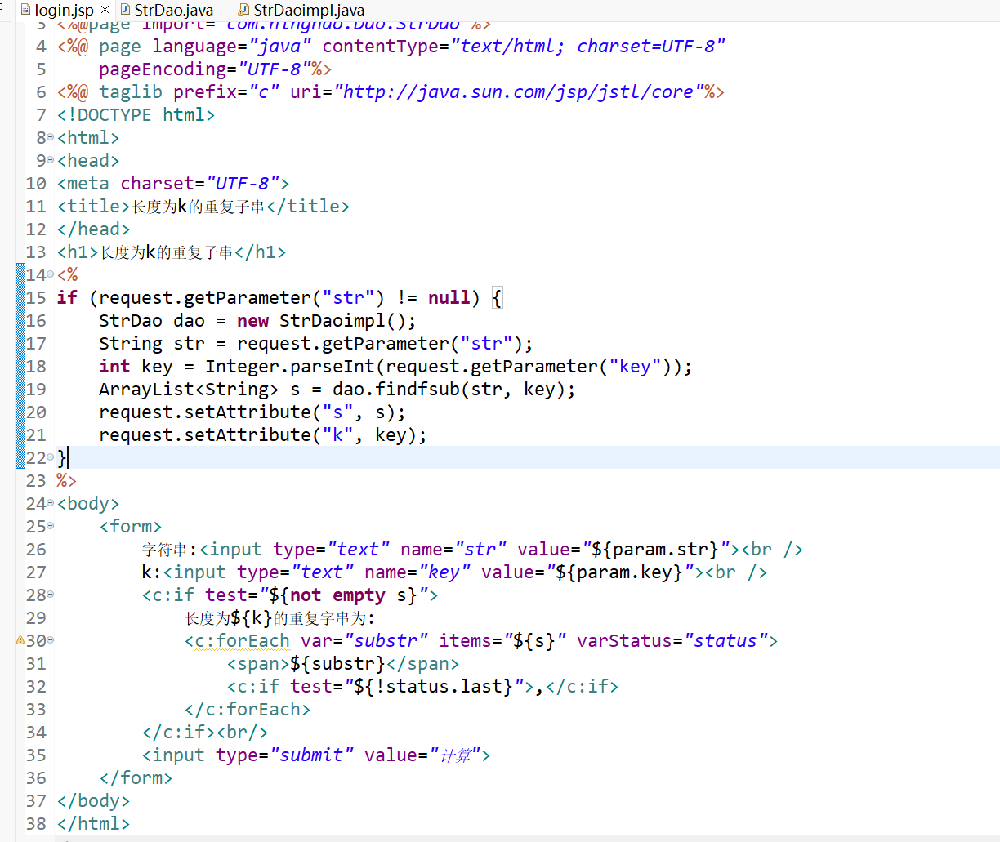 login.jsp × StrDao.java StrDaoimpl.java
3 <%@page import="com.ninghao.Dao.StrDao"%>
4 <%@ page language="java" contentType="text/html; charset=UTF-8"
5 pageEncoding="UTF-8"%>
6 <%@ taglib prefix="c" uri="http://java.sun.com/jsp/jstl/core"%>
7 <!DOCTYPE html>
8 <html>
9 <head>
10 <meta charset="UTF-8">
11 <title>长度为k的重复子串</title>
12 </head>
13 <h1>长度为k的重复子串</h1>
14 <%
15 if (request.getParameter("str") != null) {
16 StrDao dao = new StrDaoimpl();
17 String str = request.getParameter("str");
18 int key = Integer.parseInt(request.getParameter("key"));
19 ArrayList<String> s = dao.findfsub(str, key);
20 request.setAttribute("s", s);
21 request.setAttribute("k", key);
22 }
23 %>
24 <body>
25 <form>
26 字符串:<input type="text" name="str" value="${param.str}"><br />
27 k:<input type="text" name="key" value="${param.key}"><br />
28 <c:if test="${not empty s}">
29 长度为${k}的重复字串为:
30 <c:forEach var="substr" items="${s}" varStatus="status">
31 <span>${substr}</span>
32 <c:if test="${!status.last}">,</c:if>
33 </c:forEach>
34 </c:if><br/>
35 <input type="submit" value="计算">
36 </form>
37 </body>
38 </html>